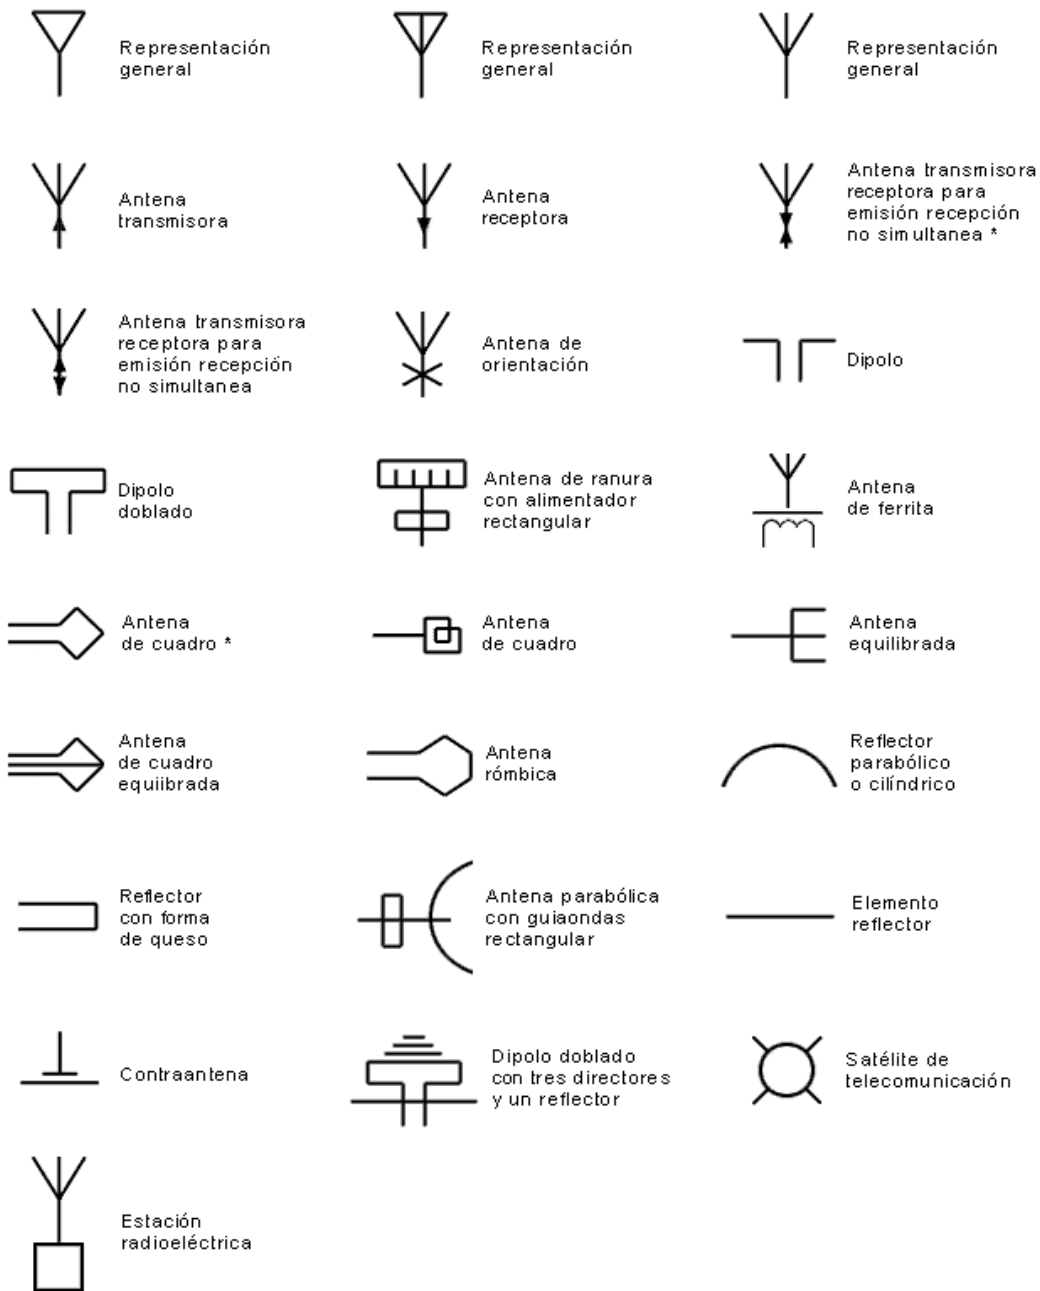 Representación
general
Representación
general
Representación
general
Antena
transmisora
Antena
receptora
Antena transmisora
receptora para
emisión recepción
no simultanea *
Antena transmisora
receptora para
emisión recepción
no simultanea
Antena de
orientación
Dipolo
Dipolo
doblado
Antena de ranura
con alimentador
rectangular
Antena
de ferrita
Antena
de cuadro *
Antena
de cuadro
Antena
equilibrada
Antena
de cuadro
equiibrada
Antena
rómbica
Reflector
parabólico
o cilíndrico
Reflector
con forma
de queso
Antena parabólica
con guiaondas
rectangular
Elemento
reflector
Contraantena
Dipolo doblado
con tres directores
y un reflector
Satélite de
telecomunicación
Estación
radioeléctrica